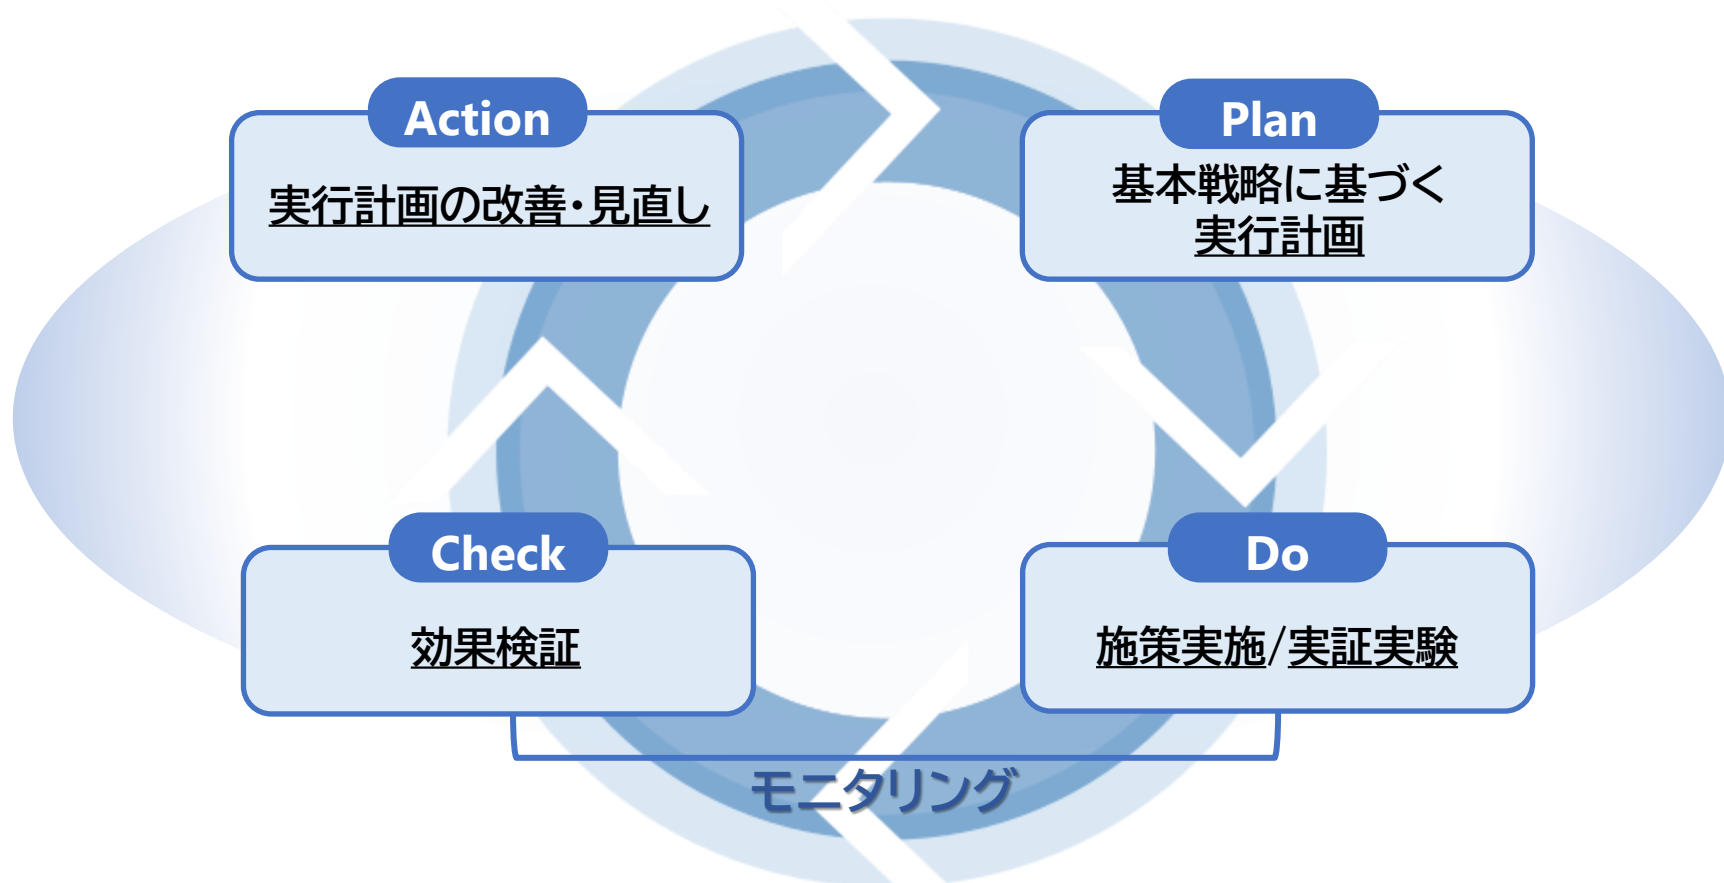 Action
実行計画の改善・見直し
Plan
基本戦略に基づく
実行計画
Check
効果検証
Do
施策実施/実証実験
モニタリング